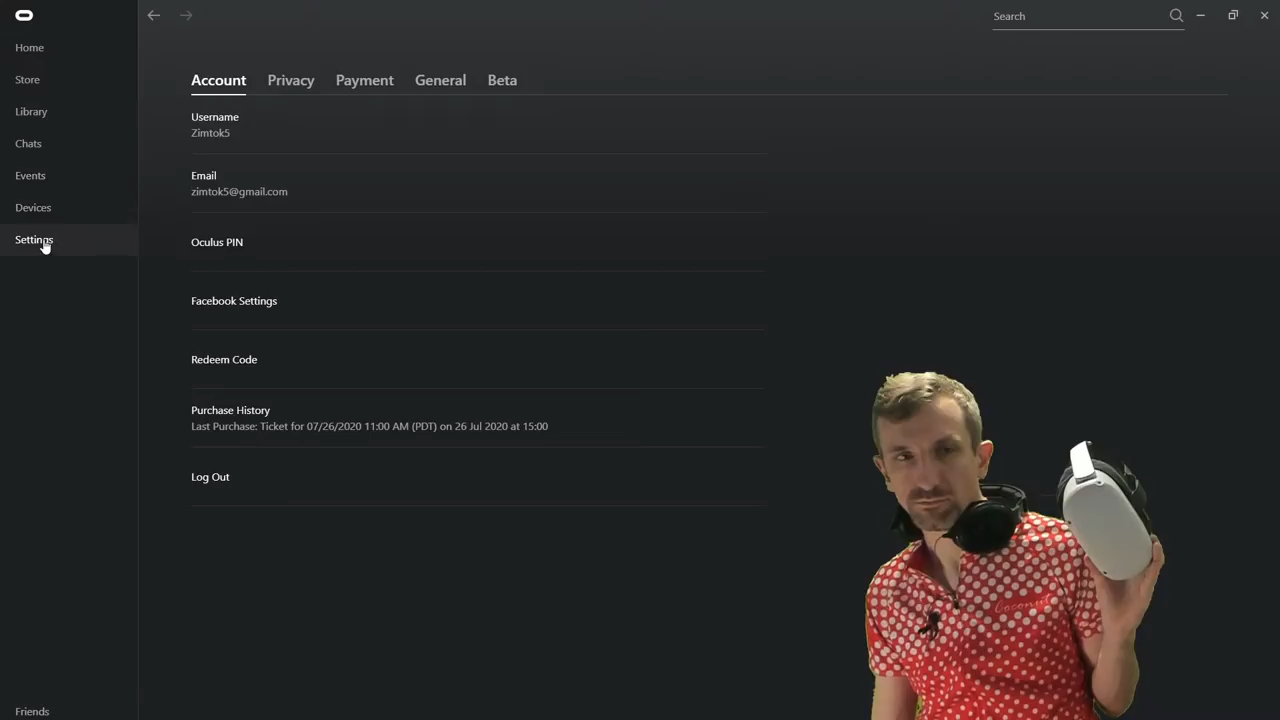 Search
Home
Store
Library
Chats
Events
Devices
Settings
Friends
Account Privacy Payment General Beta
Username
Zimtok5
Email
zimtok5@gmail.com
Oculus PIN
Facebook Settings
Redeem Code
Purchase History
Last Purchase: Ticket for 07/26/2020 11:00 AM (PDT) on 26 Jul 2020 at 15:00
Log Out
Coconut